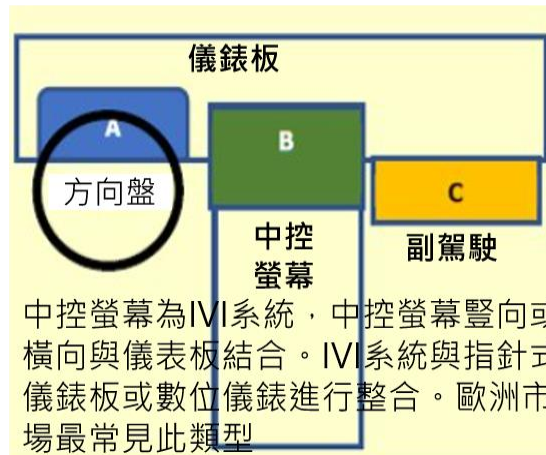 儀錶板
A
B
C
方向盤
中控
螢幕
副駕駛
中控螢幕為IVI系統，中控螢幕豎向或
橫向與儀表板結合。IVI系統與指針式
儀錶板或數位儀錶進行整合。歐洲市
場最常見此類型